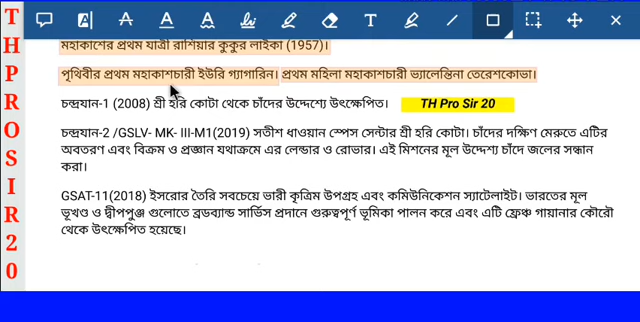 THPROSIR20
মহাকাশের প্রথম যাত্রী রাশিয়ার কুকুর লাইকা (1957)।
পৃথিবীর প্রথম মহাকাশচারী ইউরি গ্যাগারিন। প্রথম মহিলা মহাকাশচারী ভ্যালেন্তিনা তেরেশকোভা।
চন্দ্রযান-1 (2008) শ্রী হরি কোটা থেকে চাঁদের উদ্দেশ্যে উৎক্ষেপিত। TH Pro Sir 20
চন্দ্রযান-2 /GSLV- MK- III-M1(2019) সতীশ ধাওয়ান স্পেস সেন্টার শ্রী হরি কোটা। চাঁদের দক্ষিণ মেরুতে এটির
অবতরণ এবং বিক্রম ও প্রজ্ঞান যথাক্রমে এর লেন্ডার ও রোভার। এই মিশনের মূল উদ্দেশ্য চাঁদে জলের সন্ধান
করা।
GSAT-11(2018) ইসরোর তৈরি সবচেয়ে ভারী কৃত্রিম উপগ্রহ এবং কমিউনিকেশন স্যাটেলাইট। ভারতের মূল
ভূখণ্ড ও দ্বীপপুঞ্জ গুলোতে ব্রডব্যান্ড সার্ভিস প্রদানে গুরুত্বপূর্ণ ভূমিকা পালন করে এবং এটি ফ্রেঞ্চ গায়ানার কৌরৌ
থেকে উৎক্ষেপিত হয়েছে।